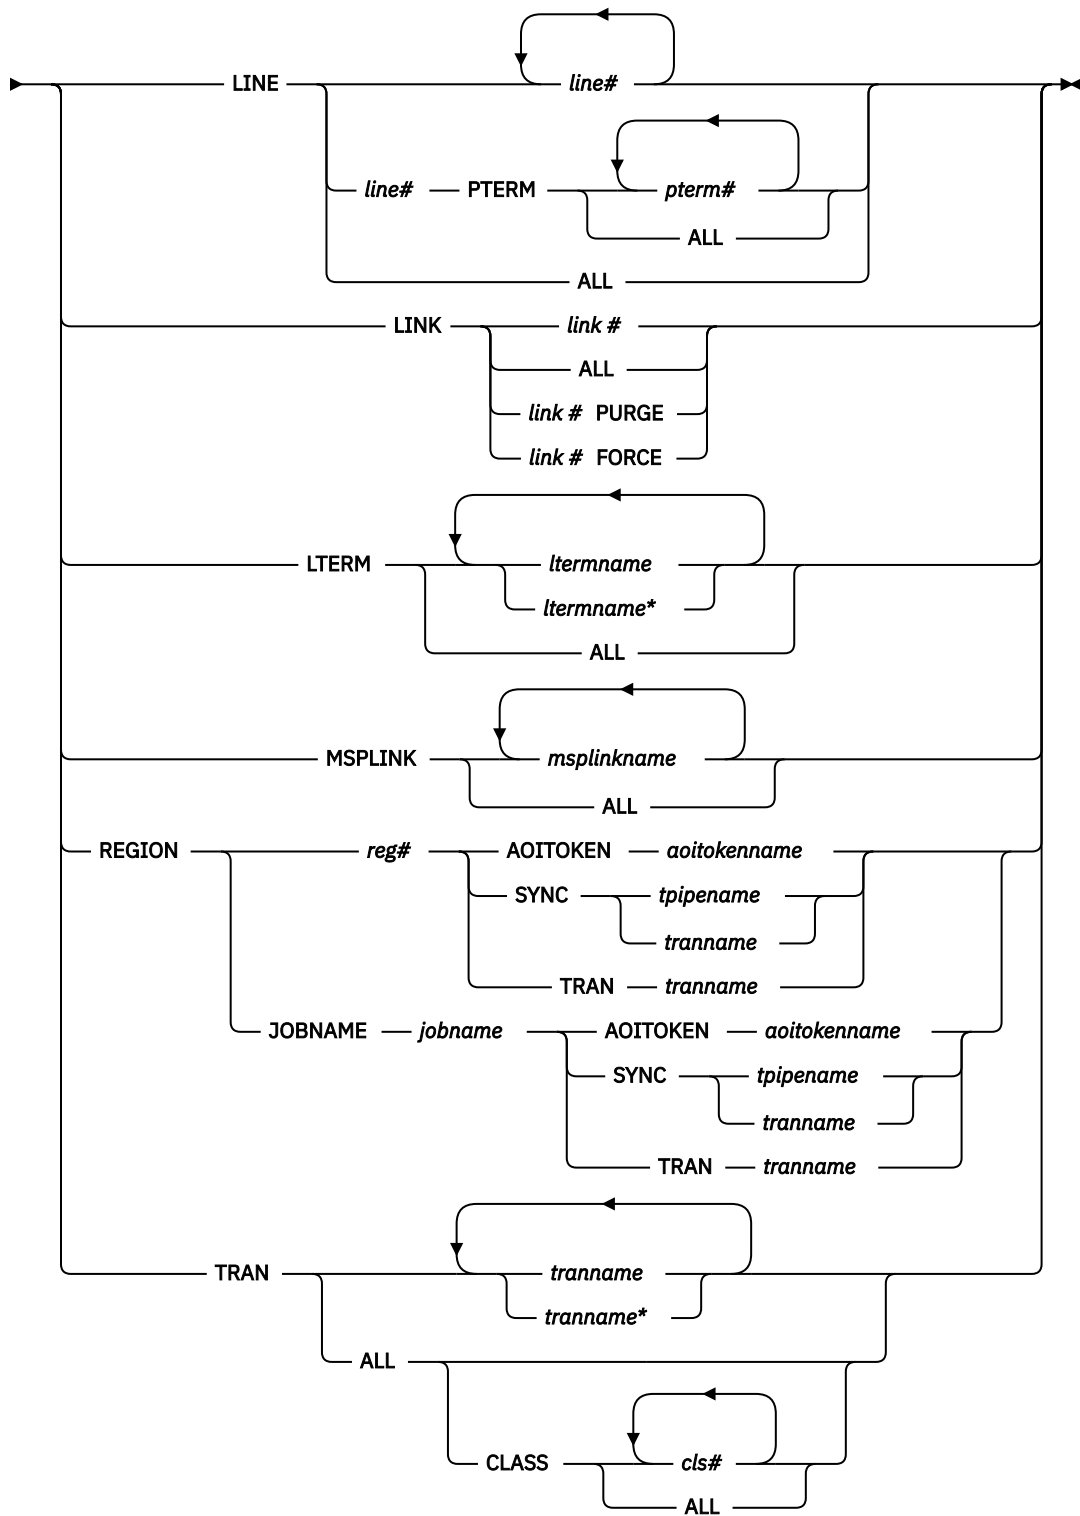 LINE line#
line# PTERM pterm#
ALL
ALL
LINK link #
ALL
link # PURGE
link # FORCE
LTERM ltermname
ltermname*
ALL
MSPLINK msplinkname
ALL
REGION reg# AOITOKEN aoitokenname
SYNC tpipename
tranname
TRAN tranname
JOBNAME jobname AOITOKEN aoitokenname
SYNC tpipename
tranname
TRAN tranname
TRAN tranname
tranname*
ALL
CLASS cls#
ALL